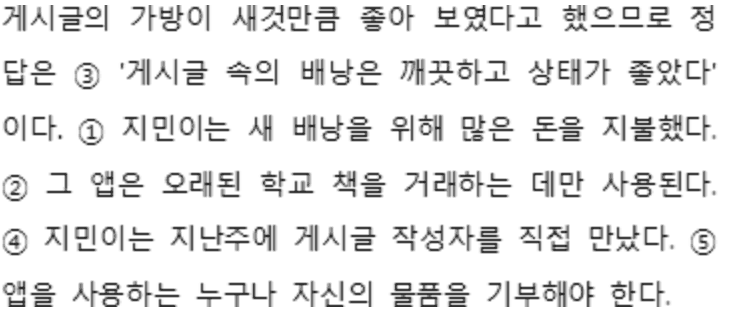 게시글의 가방이 새것만큼 좋아 보였다고 했으므로 정
답은 ③ '게시글 속의 배낭은 깨끗하고 상태가 좋았다'
이다. ① 지민이는 새 배낭을 위해 많은 돈을 지불했다.
② 그 앱은 오래된 학교 책을 거래하는 데만 사용된다.
④ 지민이는 지난주에 게시글 작성자를 직접 만났다. ⑤
앱을 사용하는 누구나 자신의 물품을 기부해야 한다.